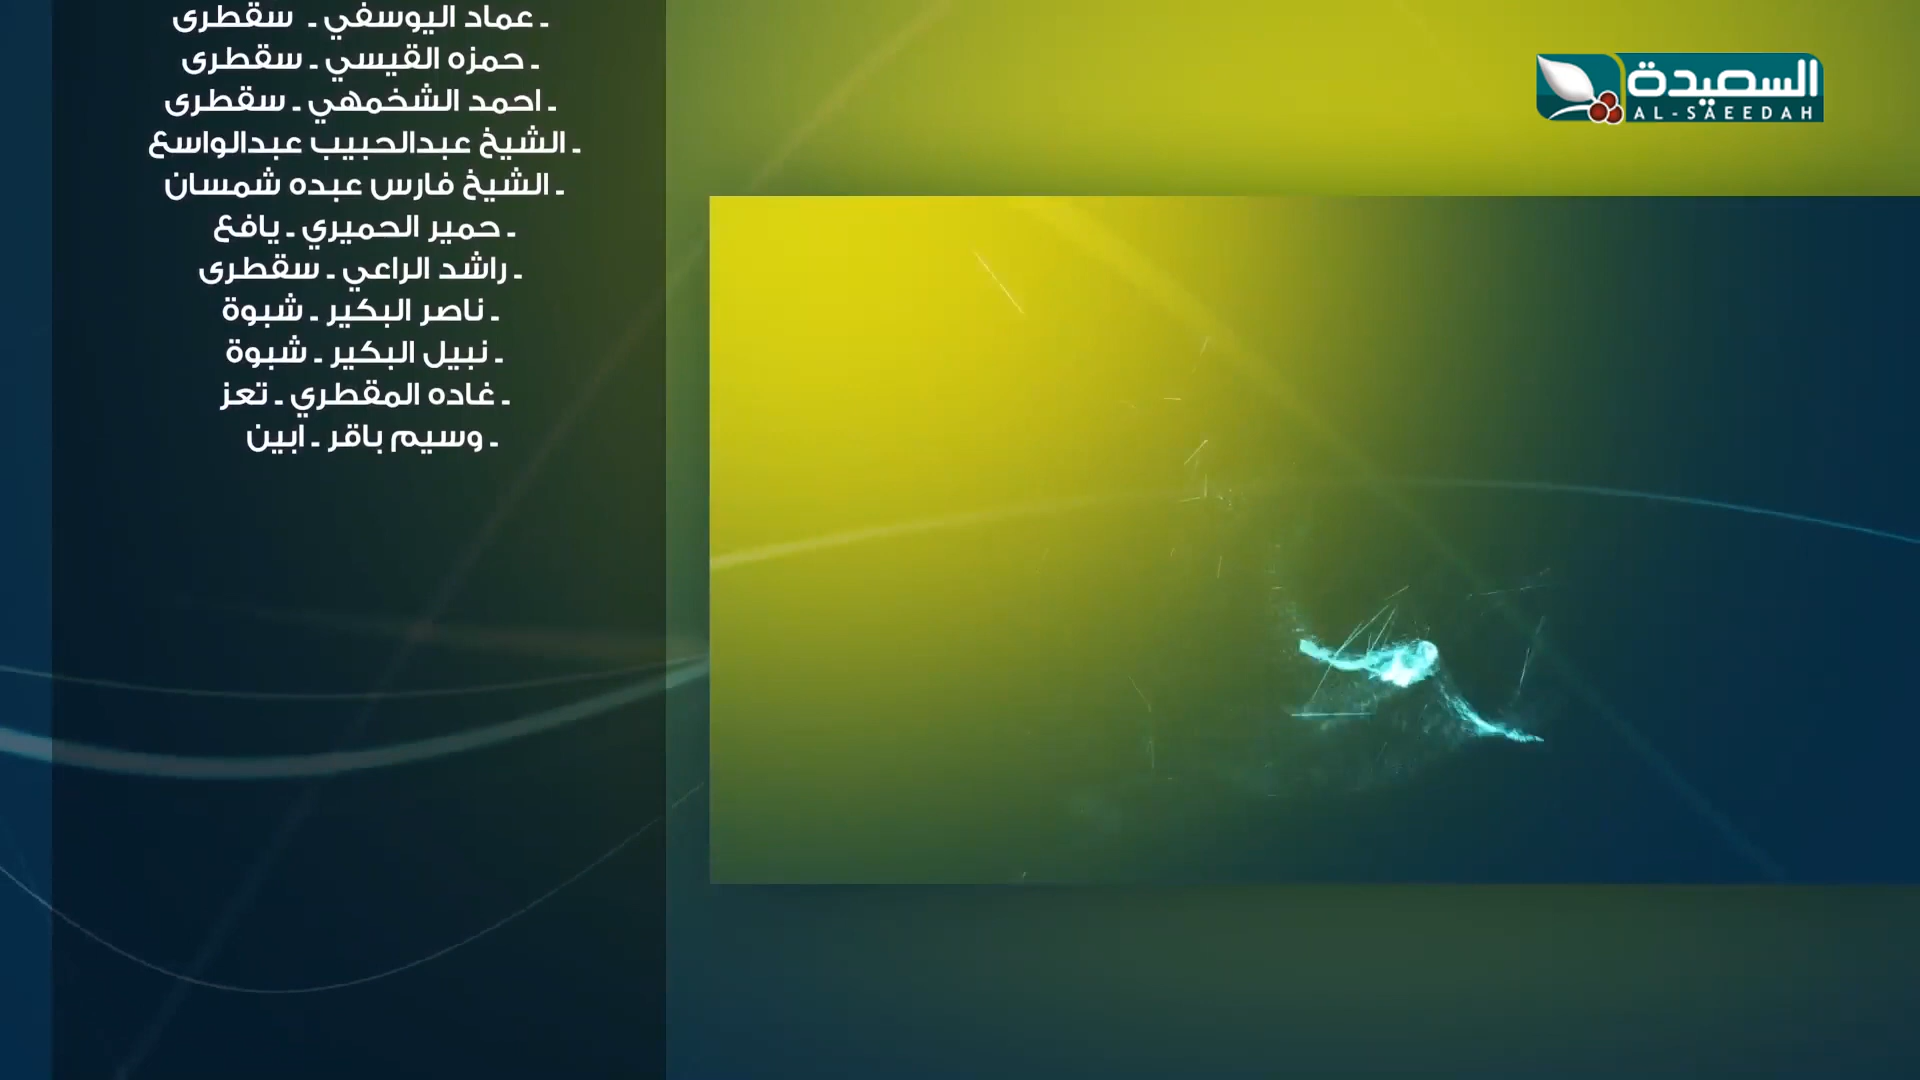 ـ عماد اليوسفي ـ سقطرى
ـ حمزه القيسي ـ سقطرى
ـ احمد الشخمهي ـ سقطرى
ـ الشيخ عبدالحبيب عبدالواسع
ـ الشيخ فارس عبده شمسان
ـ حمير الحميري ـ يافع
ـ راشد الراعي ـ سقطرى
ـ ناصر البكير ـ شبوة
ـ نبيل البكير ـ شبوة
ـ غاده المقطري ـ تعز
ـ وسيم باقر ـ ابين
السعيدة
AL-SAEEDAH